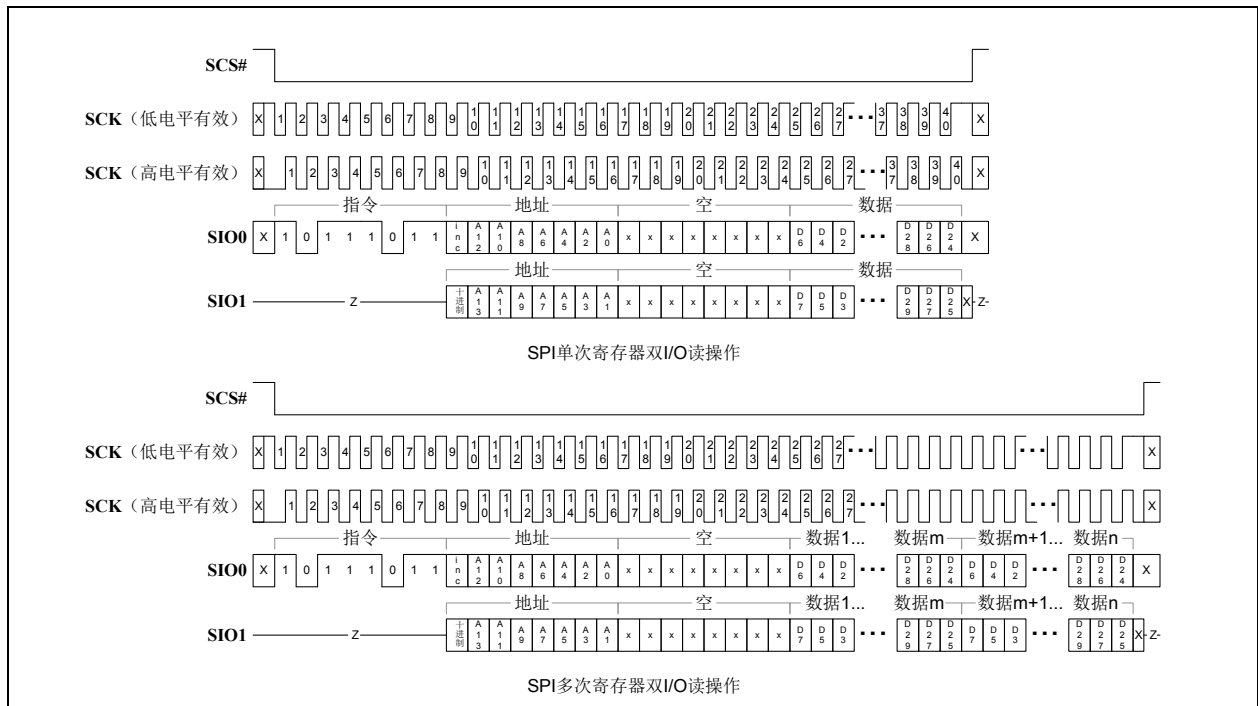 SCS#
SCK（低电平有效） X 1 2 3 4 5 6 7 8 9 10 11 12 13 14 15 16 17 18 19 20 21 22 23 24 25 26 27 ··· 37 38 39 40 X
SCK（高电平有效） X 1 2 3 4 5 6 7 8 9 10 11 12 13 14 15 16 17 18 19 20 21 22 23 24 25 26 27 ··· 37 38 39 40 X
指令 地址 空 数据
SIO0 X 1 0 1 1 1 0 1 1 inc A12 A10 A8 A6 A4 A2 A0 x x x x x x x x D6 D4 D2 ··· D28 D26 D24 X
地址 空 数据
SIO1 Z 十进制 A13 A11 A9 A7 A5 A3 A1 x x x x x x x x D7 D5 D3 ··· D29 D27 D25 X Z
SPI单次寄存器双I/O读操作
SCS#
SCK（低电平有效） X 1 2 3 4 5 6 7 8 9 10 11 12 13 14 15 16 17 18 19 20 21 22 23 24 25 26 27 ··· ··· X
SCK（高电平有效） X 1 2 3 4 5 6 7 8 9 10 11 12 13 14 15 16 17 18 19 20 21 22 23 24 25 26 27 ··· ··· X
指令 地址 空 数据1... 数据m 数据m+1... 数据n
SIO0 X 1 0 1 1 1 0 1 1 inc A12 A10 A8 A6 A4 A2 A0 x x x x x x x x D6 D4 D2 ··· D28 D26 D24 D6 D4 D2 ··· D28 D26 D24 X
地址 空 数据1... 数据m 数据m+1... 数据n
SIO1 Z 十进制 A13 A11 A9 A7 A5 A3 A1 x x x x x x x x D7 D5 D3 ··· D29 D27 D25 D7 D5 D3 ··· D29 D27 D25 X Z
SPI多次寄存器双I/O读操作